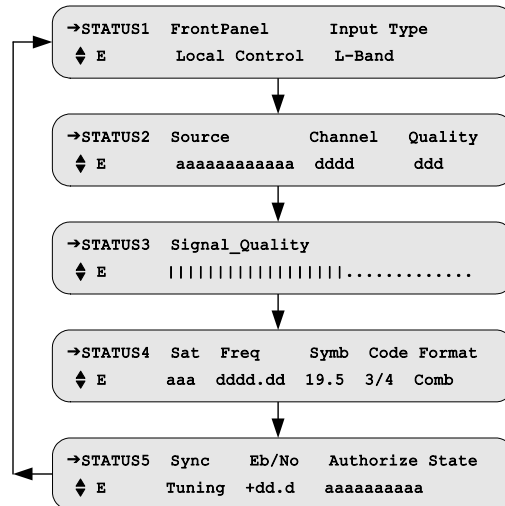 ➔STATUS1 FrontPanel Input Type
E Local Control L-Band
➔STATUS2 Source Channel Quality
E aaaaaaaaaaaa dddd ddd
➔STATUS3 Signal_Quality
E ||||||||||||||||||.............
➔STATUS4 Sat Freq Symb Code Format
E aaa dddd.dd 19.5 3/4 Comb
➔STATUS5 Sync Eb/No Authorize State
E Tuning +dd.d aaaaaaaaaa